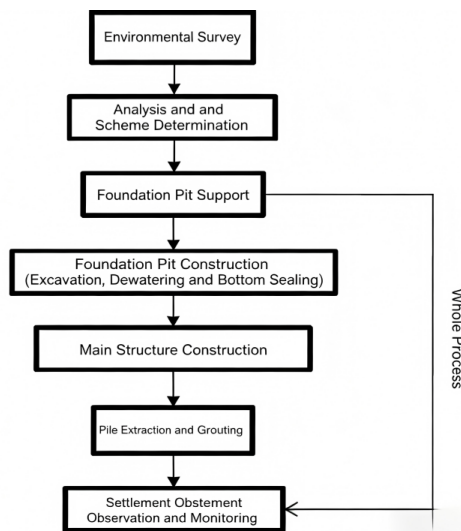 Environmental Survey
Analysis and and
Scheme Determination
Foundation Pit Support
Foundation Pit Construction
(Excavation, Dewatering and Bottom Sealing)
Main Structure Construction
Pile Extraction and Grouting
Settlement Obstement
Observation and Monitoring
Whole Process